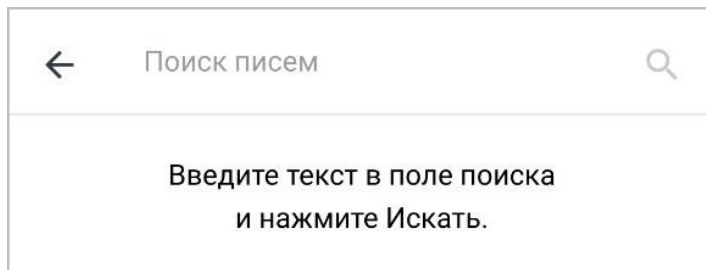 Поиск писем
Введите текст в поле поиска
и нажмите Искать.